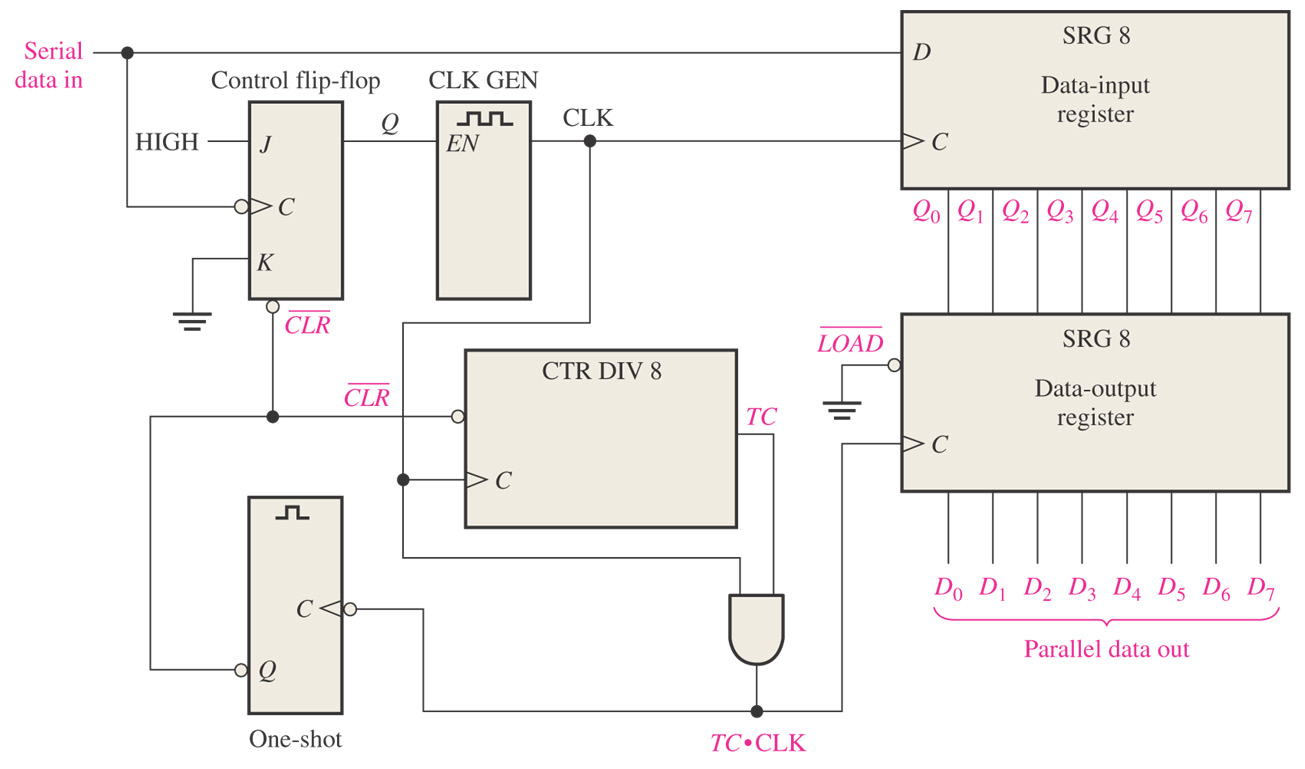 Serial
data in
Control flip-flop
CLK GEN
HIGH
J
Q
EN
CLK
C
K
CLR
D
SRG 8
Data-input
register
C
Q0 Q1 Q2 Q3 Q4 Q5 Q6 Q7
CLR
CTR DIV 8
TC
C
LOAD
SRG 8
Data-output
register
C
C
Q
One-shot
TC•CLK
D0 D1 D2 D3 D4 D5 D6 D7
Parallel data out